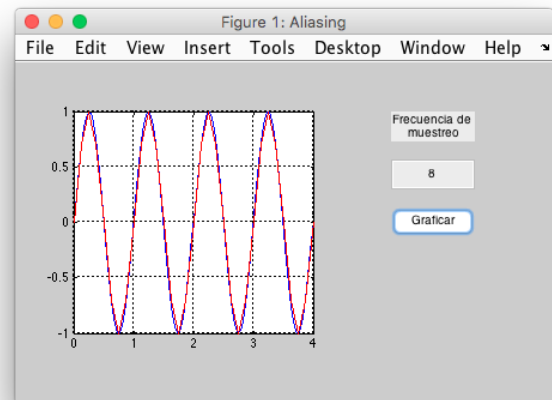 Figure 1: Aliasing
File Edit View Insert Tools Desktop Window Help
Frecuencia de
muestreo
8
Graficar
1
0.5
0
-0.5
-1
0 1 2 3 4